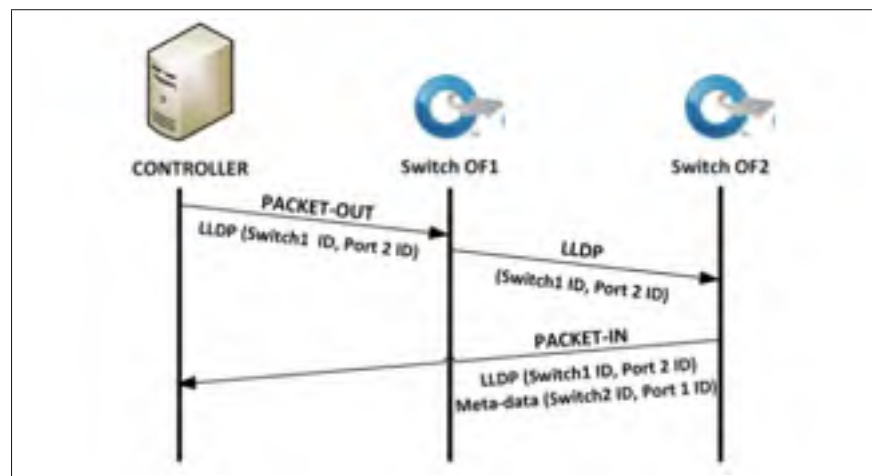 CONTROLLER
Switch OF1
Switch OF2
PACKET-OUT
LLDP (Switch1 ID, Port 2 ID)
LLDP
(Switch1 ID, Port 2 ID)
PACKET-IN
LLDP (Switch1 ID, Port 2 ID)
Meta-data (Switch2 ID, Port 1 ID)